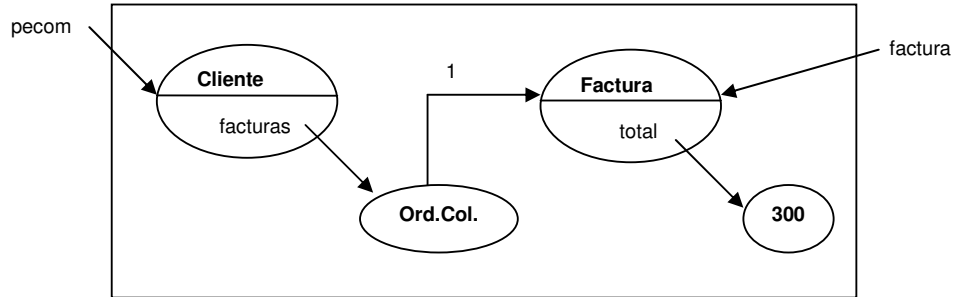 pecom
factura
1
Cliente
facturas
Factura
total
Ord.Col.
300